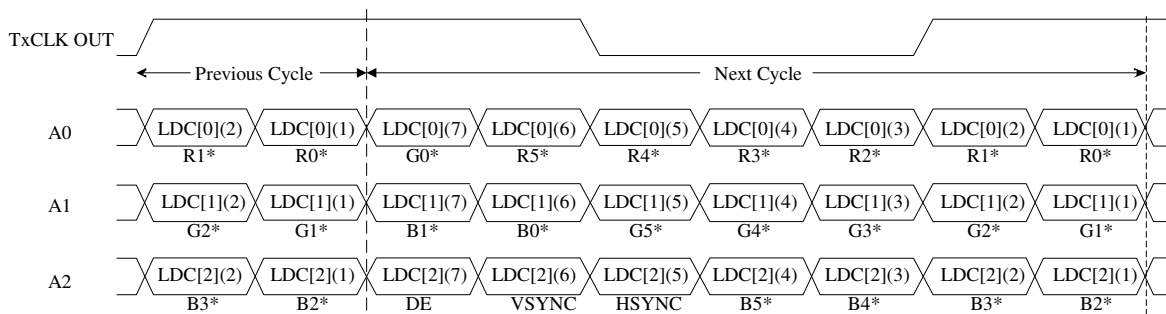 TxCLK OUT
Previous Cycle
Next Cycle
A0
LDC[0](2) LDC[0](1) LDC[0](7) LDC[0](6) LDC[0](5) LDC[0](4) LDC[0](3) LDC[0](2) LDC[0](1)
R1* R0* G0* R5* R4* R3* R2* R1* R0*
A1
LDC[1](2) LDC[1](1) LDC[1](7) LDC[1](6) LDC[1](5) LDC[1](4) LDC[1](3) LDC[1](2) LDC[1](1)
G2* G1* B1* B0* G5* G4* G3* G2* G1*
A2
LDC[2](2) LDC[2](1) LDC[2](7) LDC[2](6) LDC[2](5) LDC[2](4) LDC[2](3) LDC[2](2) LDC[2](1)
B3* B2* DE VSYNC HSYNC B5* B4* B3* B2*